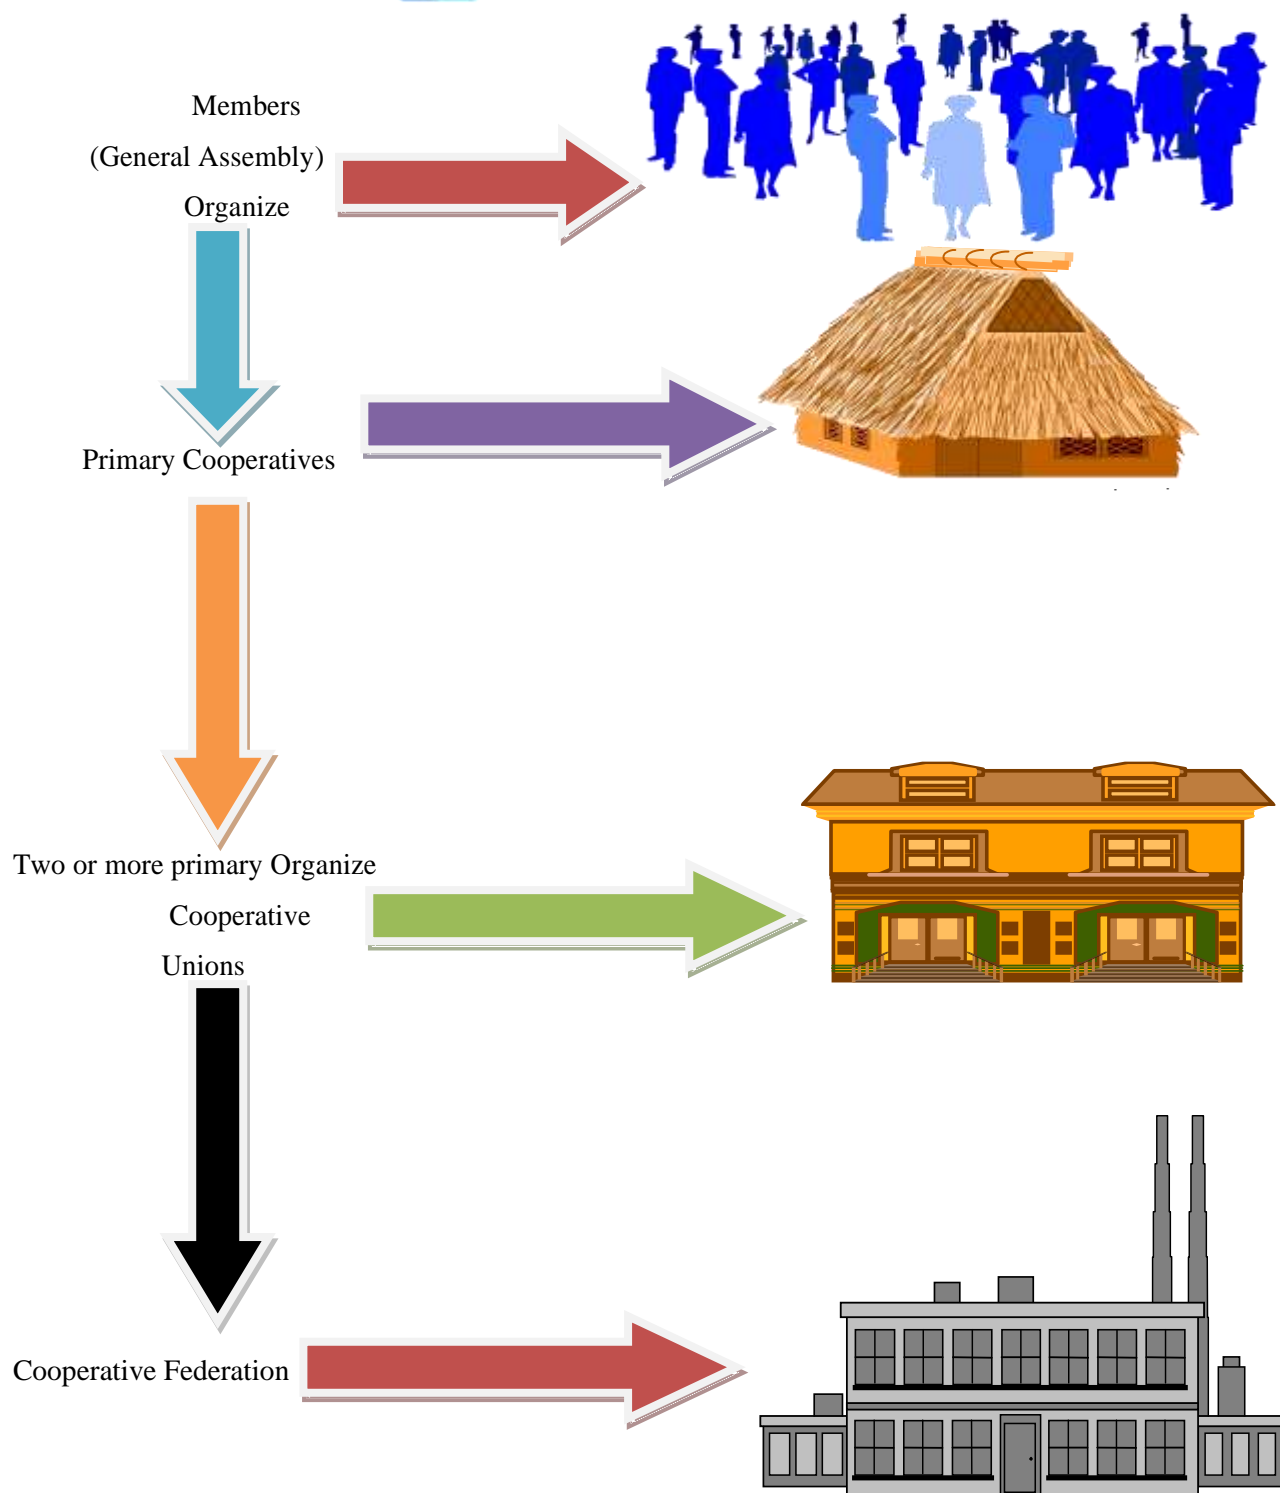 Members
(General Assembly)
Organize
Primary Cooperatives
Two or more primary Organize
Cooperative
Unions
Cooperative Federation